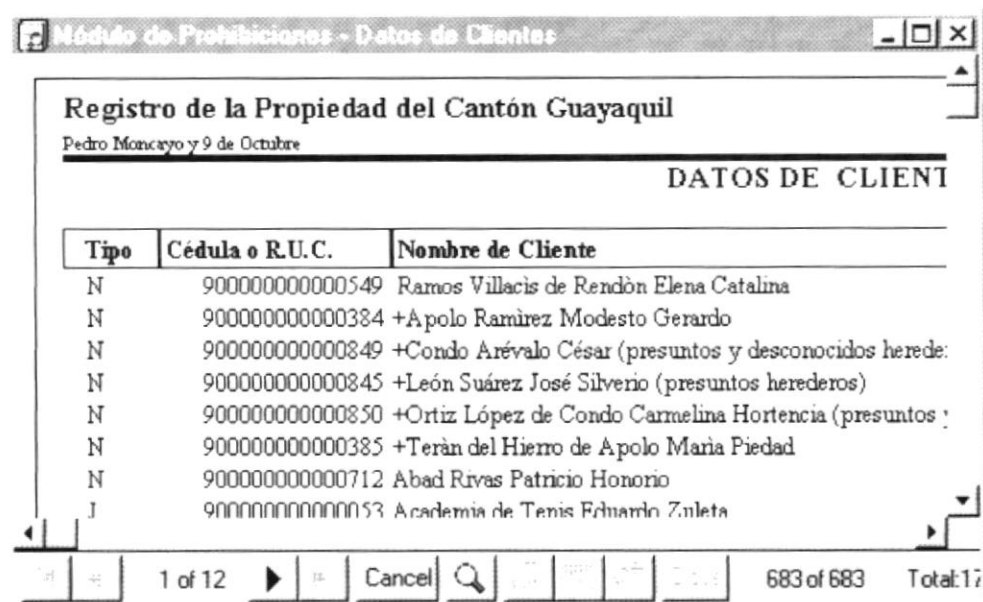 Módulo de Prohibiciones - Datos de Clientes
Registro de la Propiedad del Cantón Guayaquil
Pedro Moncayo y 9 de Octubre
DATOS DE CLIENT
Tipo Cédula o R.U.C. Nombre de Cliente
N 900000000000549 Ramos Villacìs de Rendòn Elena Catalina
N 900000000000384 +Apolo Ramìrez Modesto Gerardo
N 900000000000849 +Condo Arévalo César (presuntos y desconocidos herede
N 900000000000845 +León Suárez José Silverio (presuntos herederos)
N 900000000000850 +Ortiz López de Condo Carmelina Hortencia (presuntos
N 900000000000385 +Teràn del Hierro de Apolo Marìa Piedad
N 900000000000712 Abad Rivas Patricio Honorio
J 900000000000053 Academia de Tenis Eduardo Zuleta
1 of 12 Cancel 683 of 683 Total:17